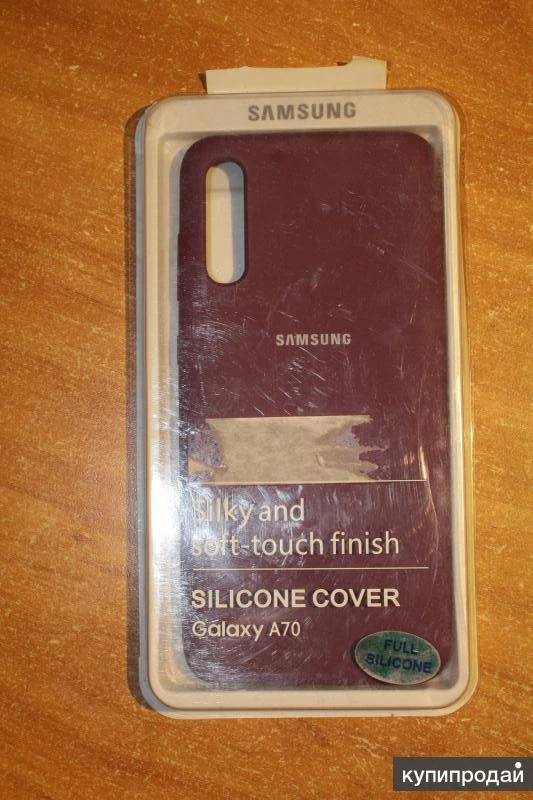 SAMSUNG
SAMSUNG
Silky and
soft-touch finish
SILICONE COVER
Galaxy A70
FULL
SILICONE
купипродай